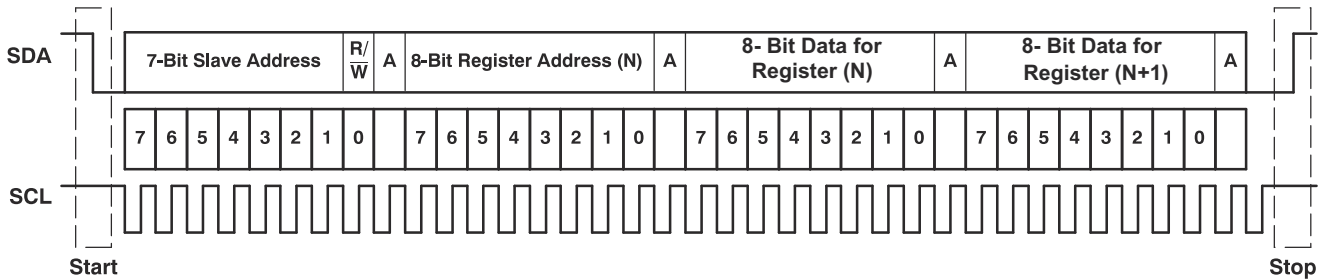 SDA
7-Bit Slave Address
R/
W
A
8-Bit Register Address (N)
A
8- Bit Data for
Register (N)
A
8- Bit Data for
Register (N+1)
A
7 6 5 4 3 2 1 0 7 6 5 4 3 2 1 0 7 6 5 4 3 2 1 0 7 6 5 4 3 2 1 0
SCL
Start
Stop